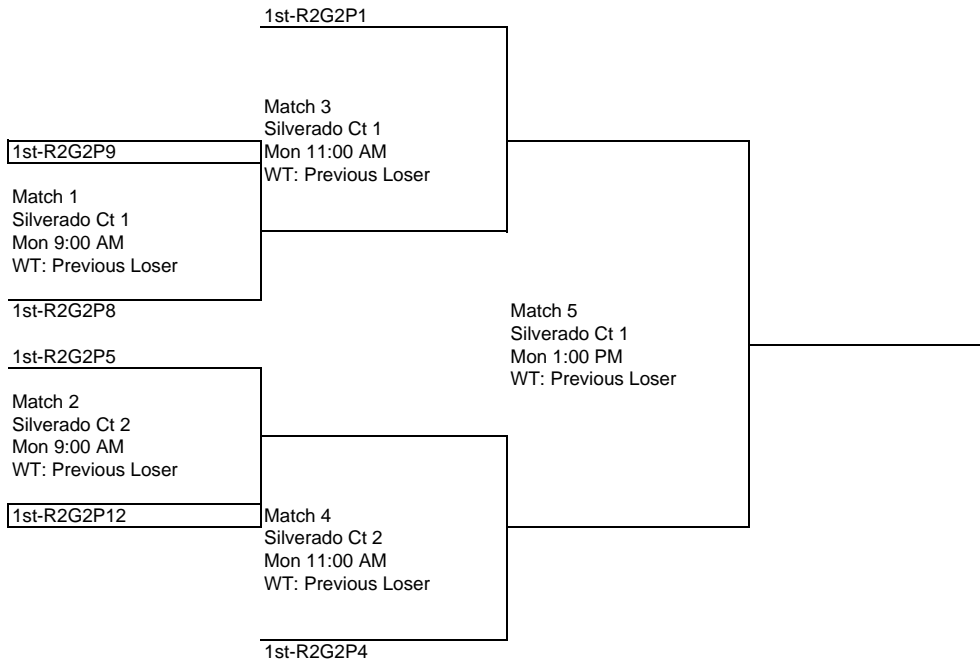 1st-R2G2P1
Match 3
Silverado Ct 1
Mon 11:00 AM
WT: Previous Loser
1st-R2G2P9
Match 1
Silverado Ct 1
Mon 9:00 AM
WT: Previous Loser
1st-R2G2P8
Match 5
Silverado Ct 1
Mon 1:00 PM
WT: Previous Loser
1st-R2G2P5
Match 2
Silverado Ct 2
Mon 9:00 AM
WT: Previous Loser
1st-R2G2P12
Match 4
Silverado Ct 2
Mon 11:00 AM
WT: Previous Loser
1st-R2G2P4